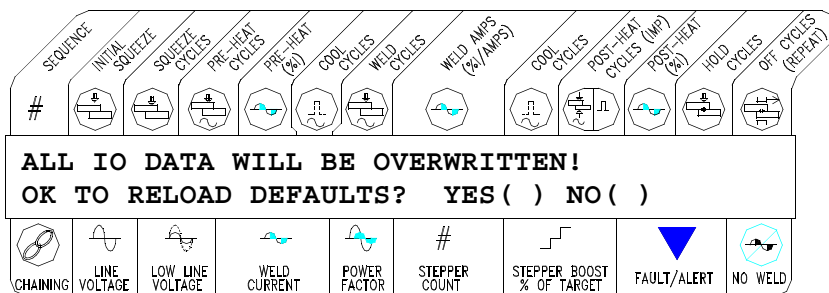 SEQUENCE
INITIAL
SQUEEZE
SQUEEZE
CYCLES
PRE-HEAT
CYCLES
PRE-HEAT
(%)
COOL
CYCLES
WELD
CYCLES
WELD AMPS
(%/AMPS)
COOL
CYCLES
POST-HEAT
CYCLES (IMP)
POST-HEAT
(%)
HOLD
CYCLES
OFF CYCLES
(REPEAT)
#
ALL IO DATA WILL BE OVERWRITTEN!
OK TO RELOAD DEFAULTS? YES( ) NO( )
#
CHAINING
LINE
VOLTAGE
LOW LINE
VOLTAGE
WELD
CURRENT
POWER
FACTOR
STEPPER
COUNT
STEPPER BOOST
% OF TARGET
FAULT/ALERT
NO WELD